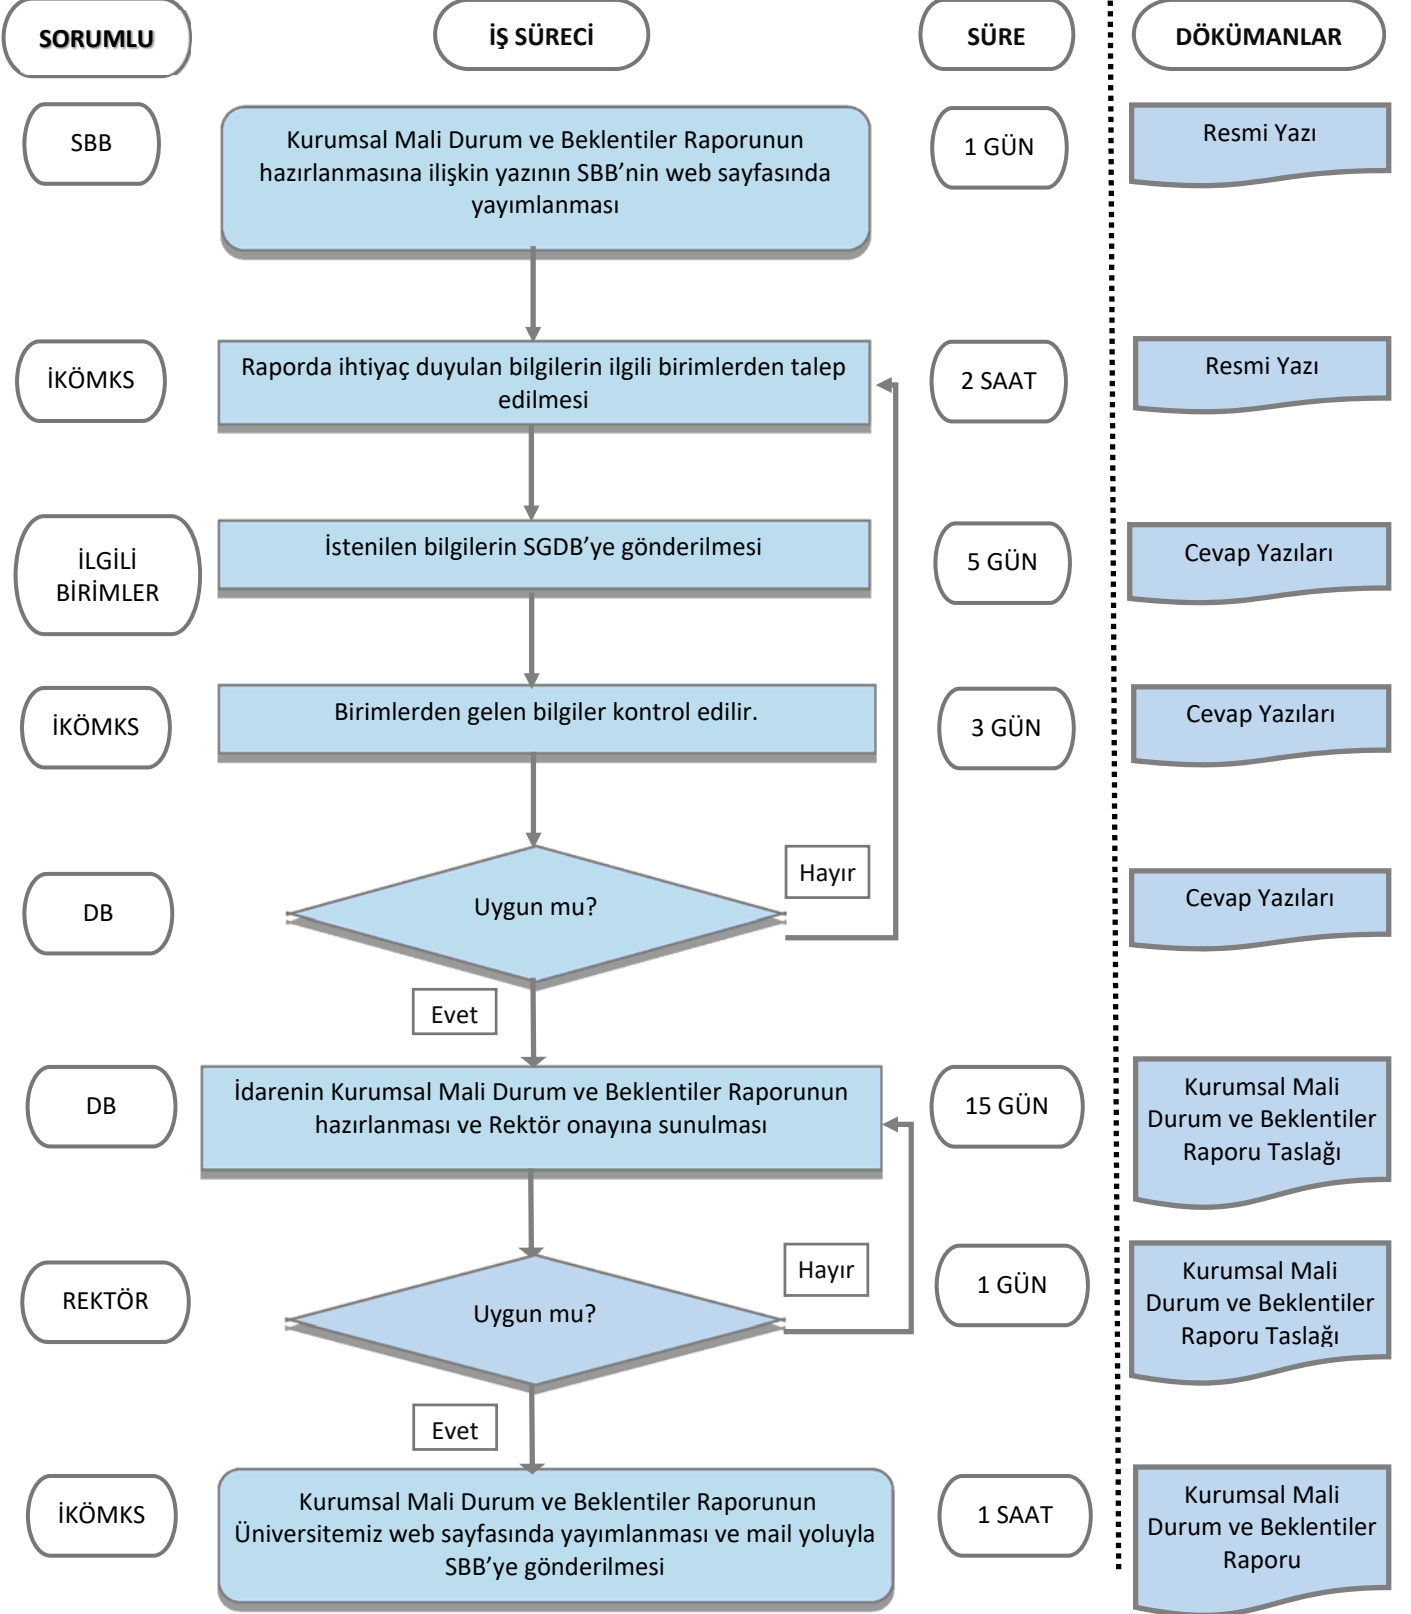 SORUMLU
İŞ SÜRECİ
SÜRE
DÖKÜMANLAR
SBB
Kurumsal Mali Durum ve Beklentiler Raporunun
hazırlanmasına ilişkin yazının SBB’nin web sayfasında
yayımlanması
1 GÜN
Resmi Yazı
İKÖMKS
Raporda ihtiyaç duyulan bilgilerin ilgili birimlerden talep
edilmesi
2 SAAT
Resmi Yazı
İLGİLİ
BİRİMLER
İstenilen bilgilerin SGDB’ye gönderilmesi
5 GÜN
Cevap Yazıları
İKÖMKS
Birimlerden gelen bilgiler kontrol edilir.
3 GÜN
Cevap Yazıları
DB
Uygun mu?
Hayır
Cevap Yazıları
Evet
DB
İdarenin Kurumsal Mali Durum ve Beklentiler Raporunun
hazırlanması ve Rektör onayına sunulması
15 GÜN
Kurumsal Mali
Durum ve Beklentiler
Raporu Taslağı
REKTÖR
Uygun mu?
Hayır
1 GÜN
Kurumsal Mali
Durum ve Beklentiler
Raporu Taslağı
Evet
İKÖMKS
Kurumsal Mali Durum ve Beklentiler Raporunun
Üniversitemiz web sayfasında yayımlanması ve mail yoluyla
SBB’ye gönderilmesi
1 SAAT
Kurumsal Mali
Durum ve Beklentiler
Raporu